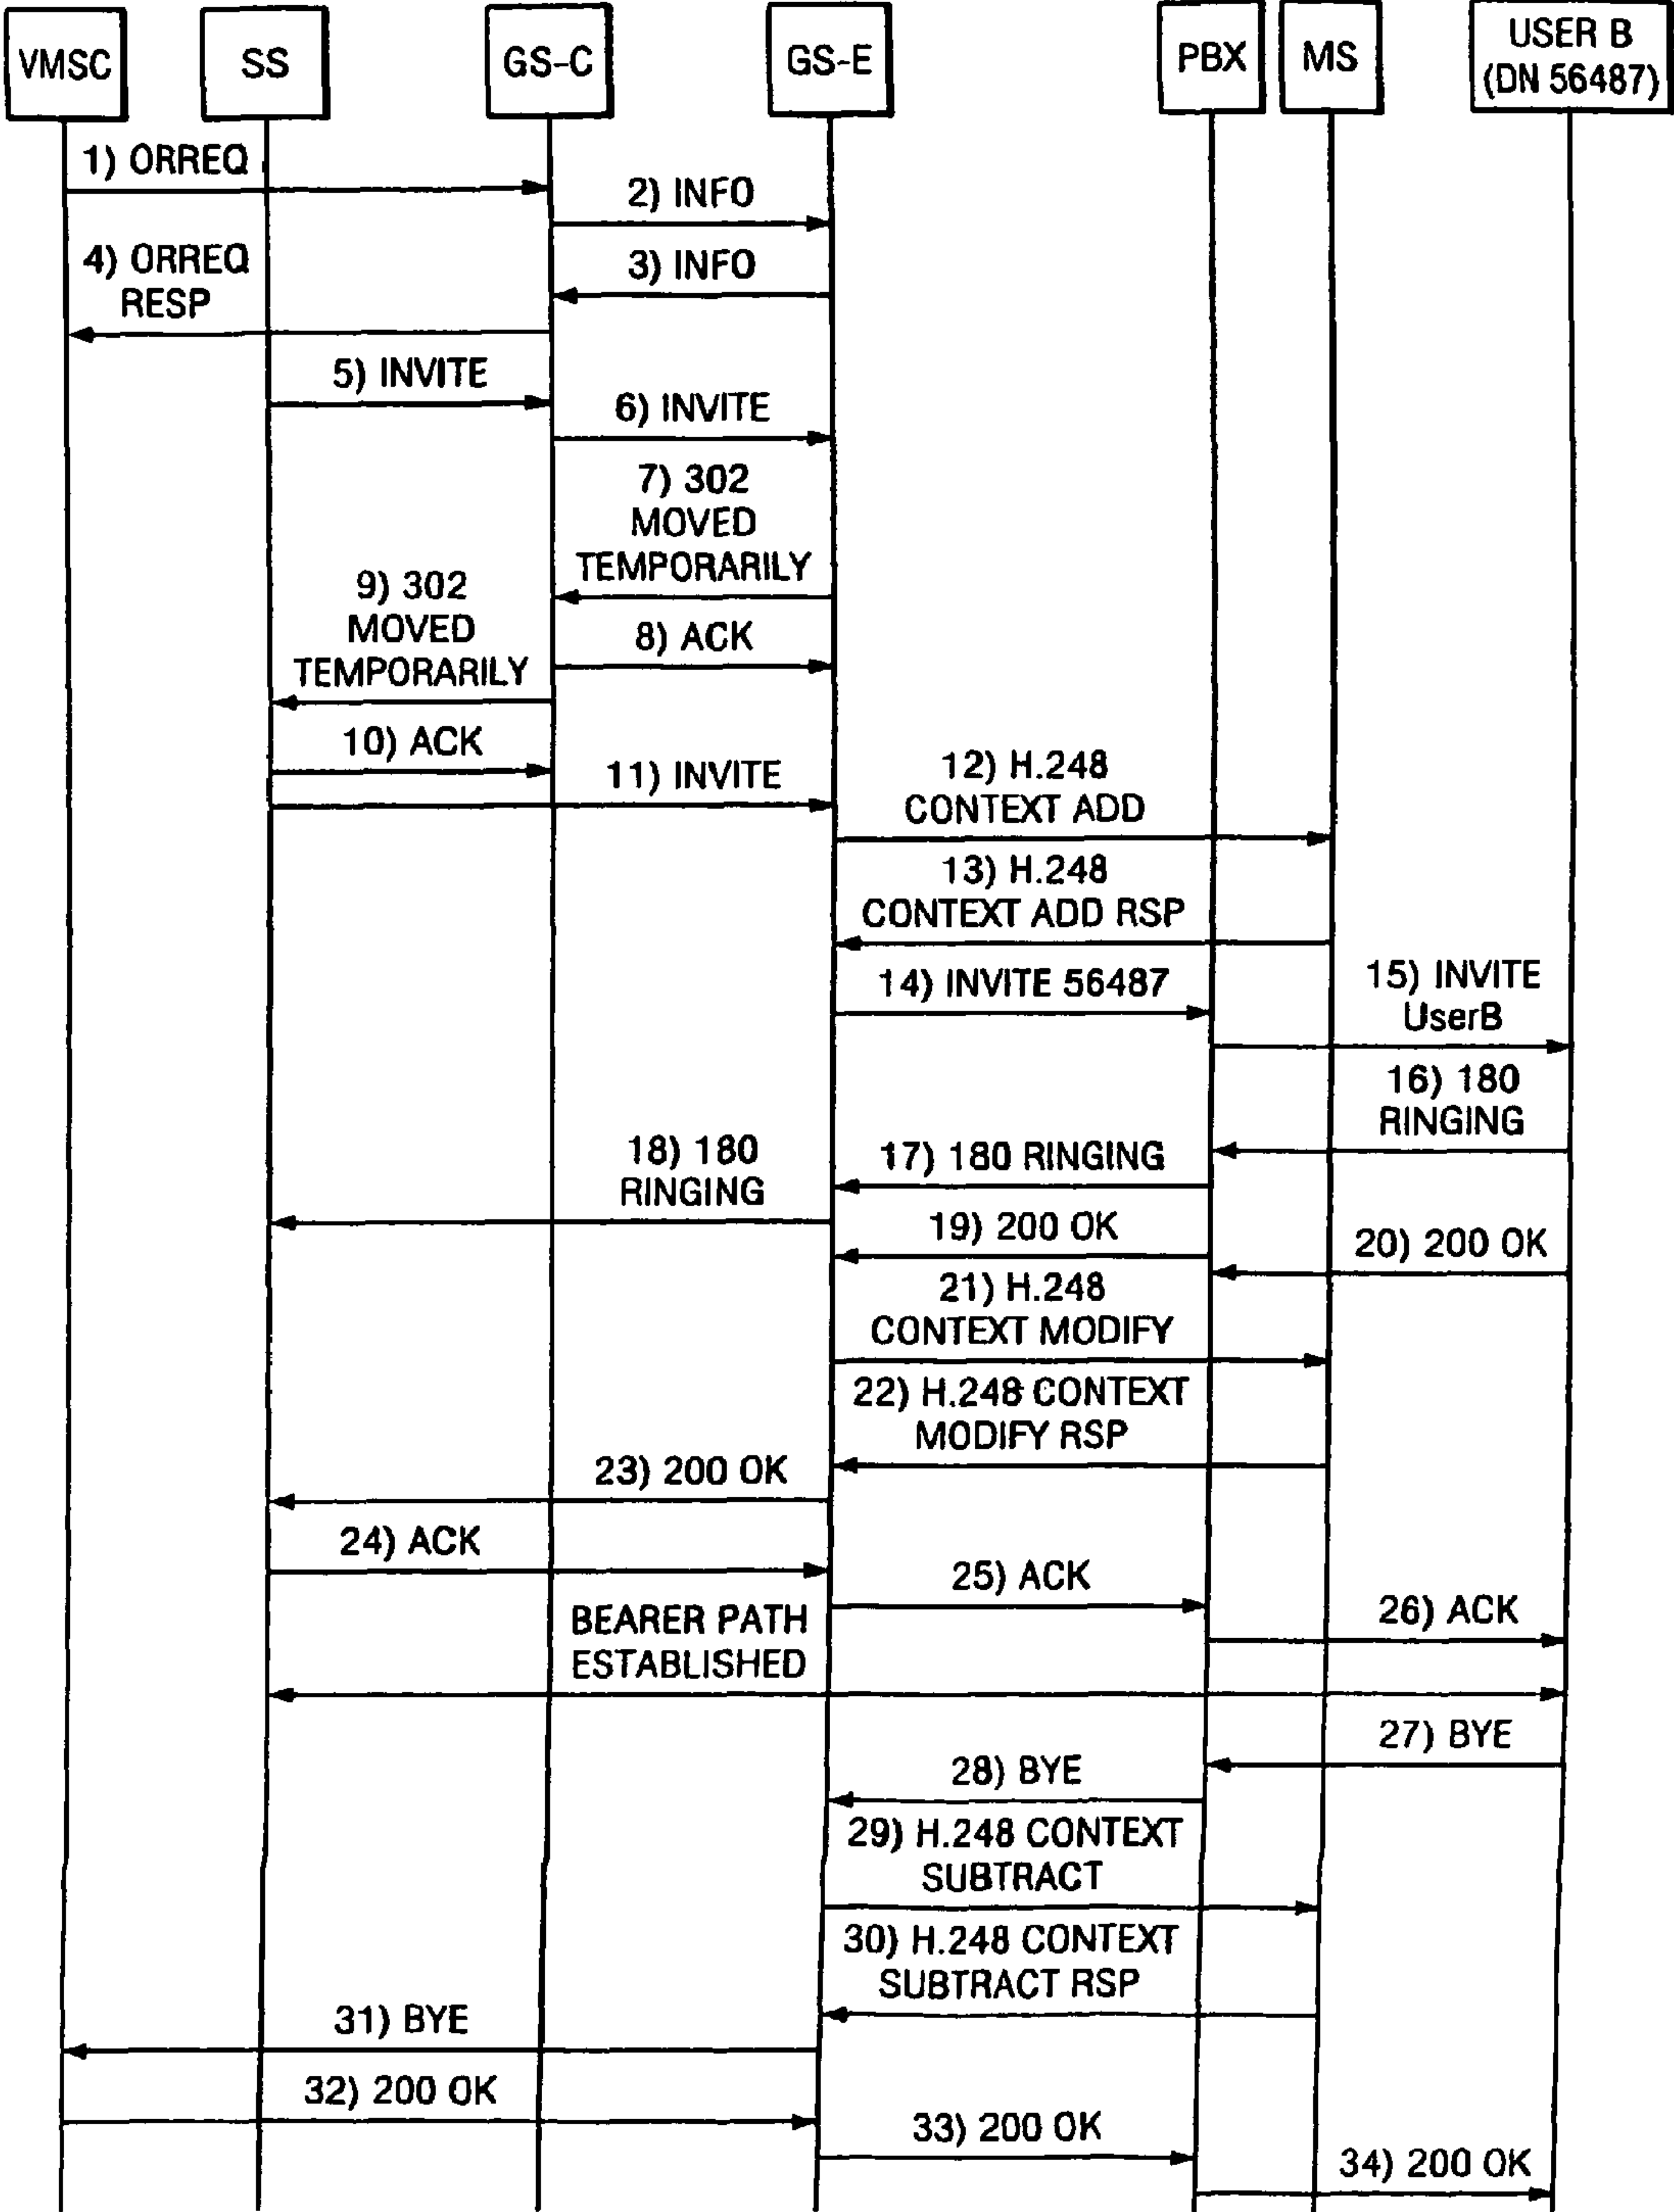 VMSC
SS
GS-C
GS-E
PBX
MS
USER B
(DN 56487)
1) ORREQ
2) INFO
3) INFO
4) ORREQ
RESP
5) INVITE
6) INVITE
7) 302
MOVED
TEMPORARILY
8) ACK
9) 302
MOVED
TEMPORARILY
10) ACK
11) INVITE
12) H.248
CONTEXT ADD
13) H.248
CONTEXT ADD RSP
14) INVITE 56487
15) INVITE
UserB
16) 180
RINGING
17) 180 RINGING
18) 180
RINGING
19) 200 OK
20) 200 OK
21) H.248
CONTEXT MODIFY
22) H.248 CONTEXT
MODIFY RSP
23) 200 OK
24) ACK
25) ACK
26) ACK
BEARER PATH
ESTABLISHED
27) BYE
28) BYE
29) H.248 CONTEXT
SUBTRACT
30) H.248 CONTEXT
SUBTRACT RSP
31) BYE
32) 200 OK
33) 200 OK
34) 200 OK